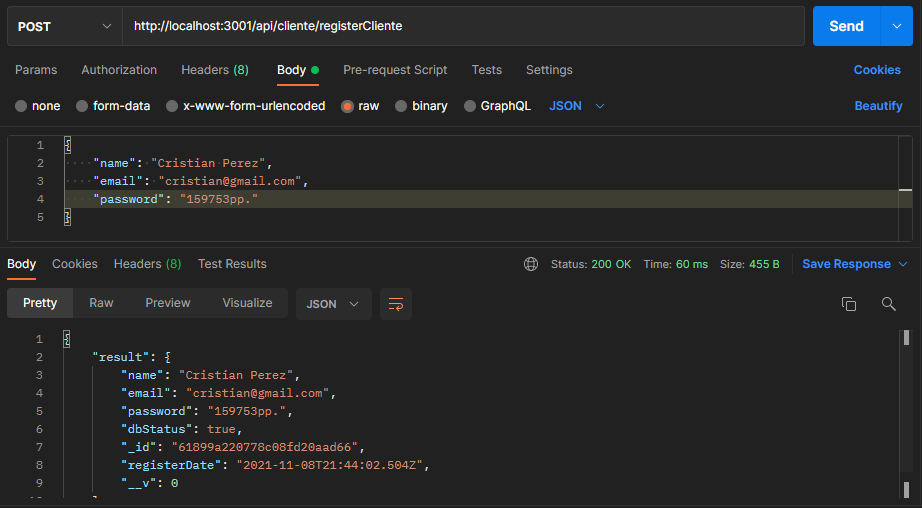 POST http://localhost:3001/api/cliente/registerCliente Send
Params Authorization Headers (8) Body Pre-request Script Tests Settings Cookies
none form-data x-www-form-urlencoded raw binary GraphQL JSON Beautify
1 {
2 "name": "Cristian Perez",
3 "email": "cristian@gmail.com",
4 "password": "159753pp."
5 }
Body Cookies Headers (8) Test Results Status: 200 OK Time: 60 ms Size: 455 B Save Response
Pretty Raw Preview Visualize JSON
1 {
2 "result": {
3 "name": "Cristian Perez",
4 "email": "cristian@gmail.com",
5 "password": "159753pp.",
6 "dbStatus": true,
7 "_id": "61899a220778c08fd20aad66",
8 "registerDate": "2021-11-08T21:44:02.504Z",
9 "__v": 0